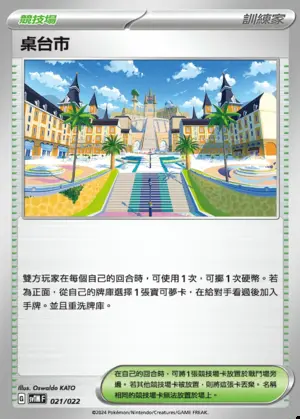 競技場
訓練家
桌台市
雙方玩家在每個自己的回合時，可使用1次，可擲1次硬幣。若
為正面，從自己的牌庫選擇1張寶可夢卡，在給對手看過後加入
手牌。並且重洗牌庫。
在自己的回合時，可將1張競技場卡放置於戰鬥場旁
邊。若其他競技場卡被放置於場上，則將這張卡丟棄。名稱
相同的競技場卡無法放置於場上。
Illus. Oswaldo KATO
G SV1M F 021/022
©2024 Pokémon/Nintendo/Creatures/GAME FREAK.